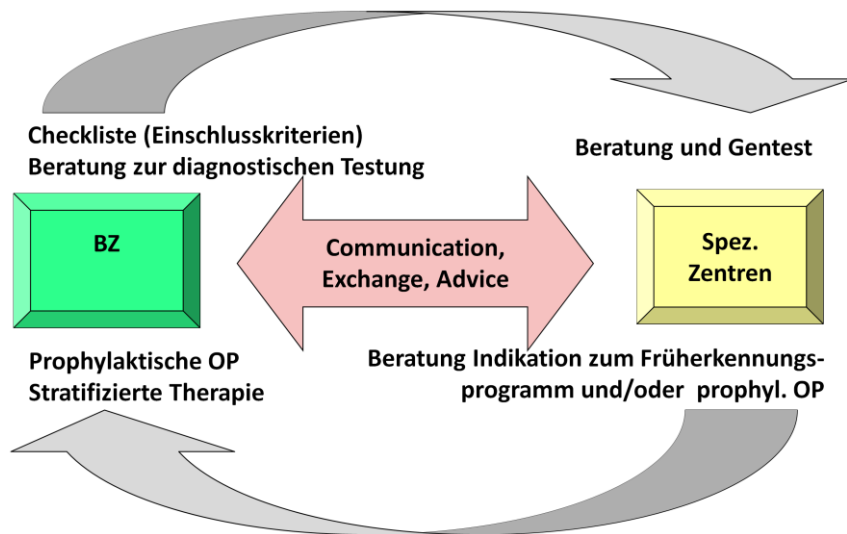 Checkliste (Einschlusskriterien)
Beratung zur diagnostischen Testung
Beratung und Gentest
BZ
Communication,
Exchange, Advice
Spez.
Zentren
Prophylaktische OP
Stratifizierte Therapie
Beratung Indikation zum Früherkennungs-
programm und/oder prophyl. OP